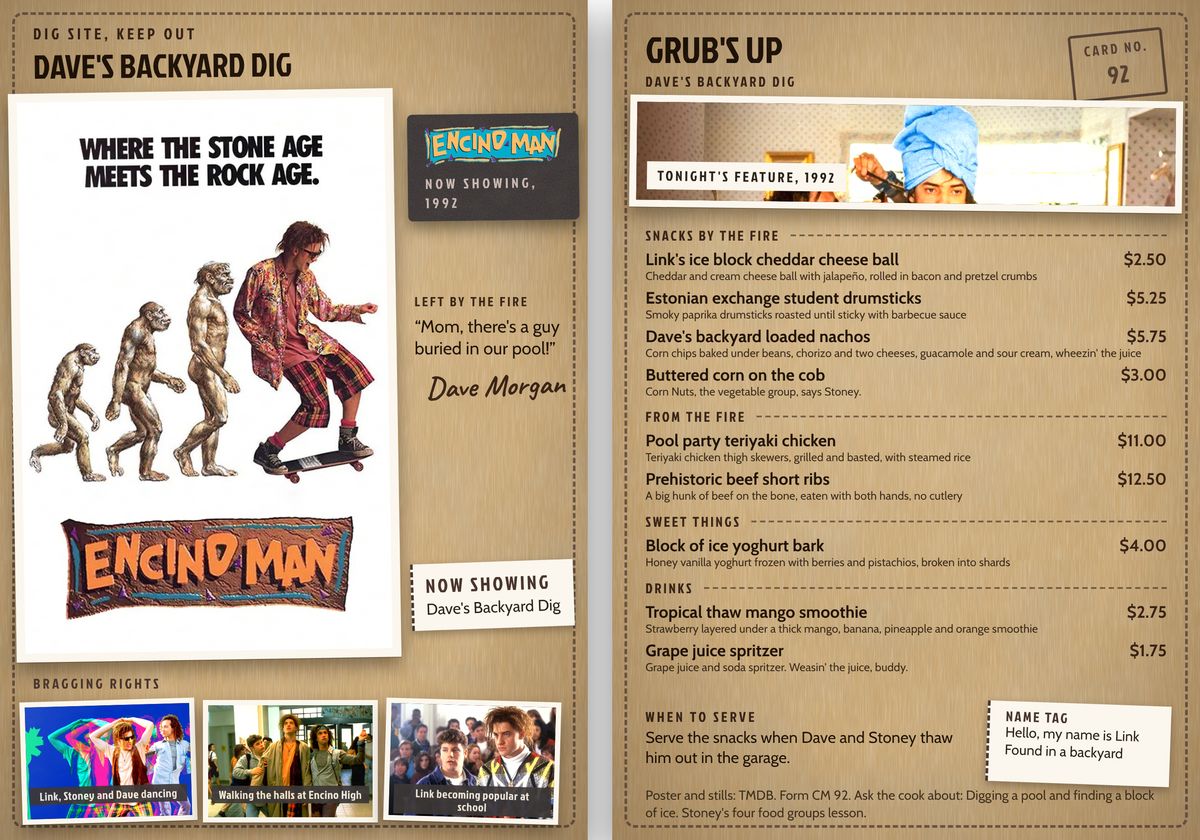 DIG SITE, KEEP OUT
DAVE'S BACKYARD DIG
WHERE THE STONE AGE
MEETS THE ROCK AGE.
ENCINO MAN
ENCINO MAN
NOW SHOWING,
1992
LEFT BY THE FIRE
“Mom, there's a guy
buried in our pool!”
Dave Morgan
NOW SHOWING
Dave's Backyard Dig
BRAGGING RIGHTS
Link, Stoney and Dave dancing
Walking the halls at Encino High
Link becoming popular at
school
GRUB'S UP
DAVE'S BACKYARD DIG
CARD NO.
92
TONIGHT'S FEATURE, 1992
SNACKS BY THE FIRE
Link's ice block cheddar cheese ball $2.50
Cheddar and cream cheese ball with jalapeño, rolled in bacon and pretzel crumbs
Estonian exchange student drumsticks $5.25
Smoky paprika drumsticks roasted until sticky with barbecue sauce
Dave's backyard loaded nachos $5.75
Corn chips baked under beans, chorizo and two cheeses, guacamole and sour cream, wheezin' the juice
Buttered corn on the cob $3.00
Corn Nuts, the vegetable group, says Stoney.
FROM THE FIRE
Pool party teriyaki chicken $11.00
Teriyaki chicken thigh skewers, grilled and basted, with steamed rice
Prehistoric beef short ribs $12.50
A big hunk of beef on the bone, eaten with both hands, no cutlery
SWEET THINGS
Block of ice yoghurt bark $4.00
Honey vanilla yoghurt frozen with berries and pistachios, broken into shards
DRINKS
Tropical thaw mango smoothie $2.75
Strawberry layered under a thick mango, banana, pineapple and orange smoothie
Grape juice spritzer $1.75
Grape juice and soda spritzer. Weasin' the juice, buddy.
WHEN TO SERVE
Serve the snacks when Dave and Stoney thaw
him out in the garage.
NAME TAG
Hello, my name is Link
Found in a backyard
Poster and stills: TMDB. Form CM 92. Ask the cook about: Digging a pool and finding a block
of ice. Stoney's four food groups lesson.